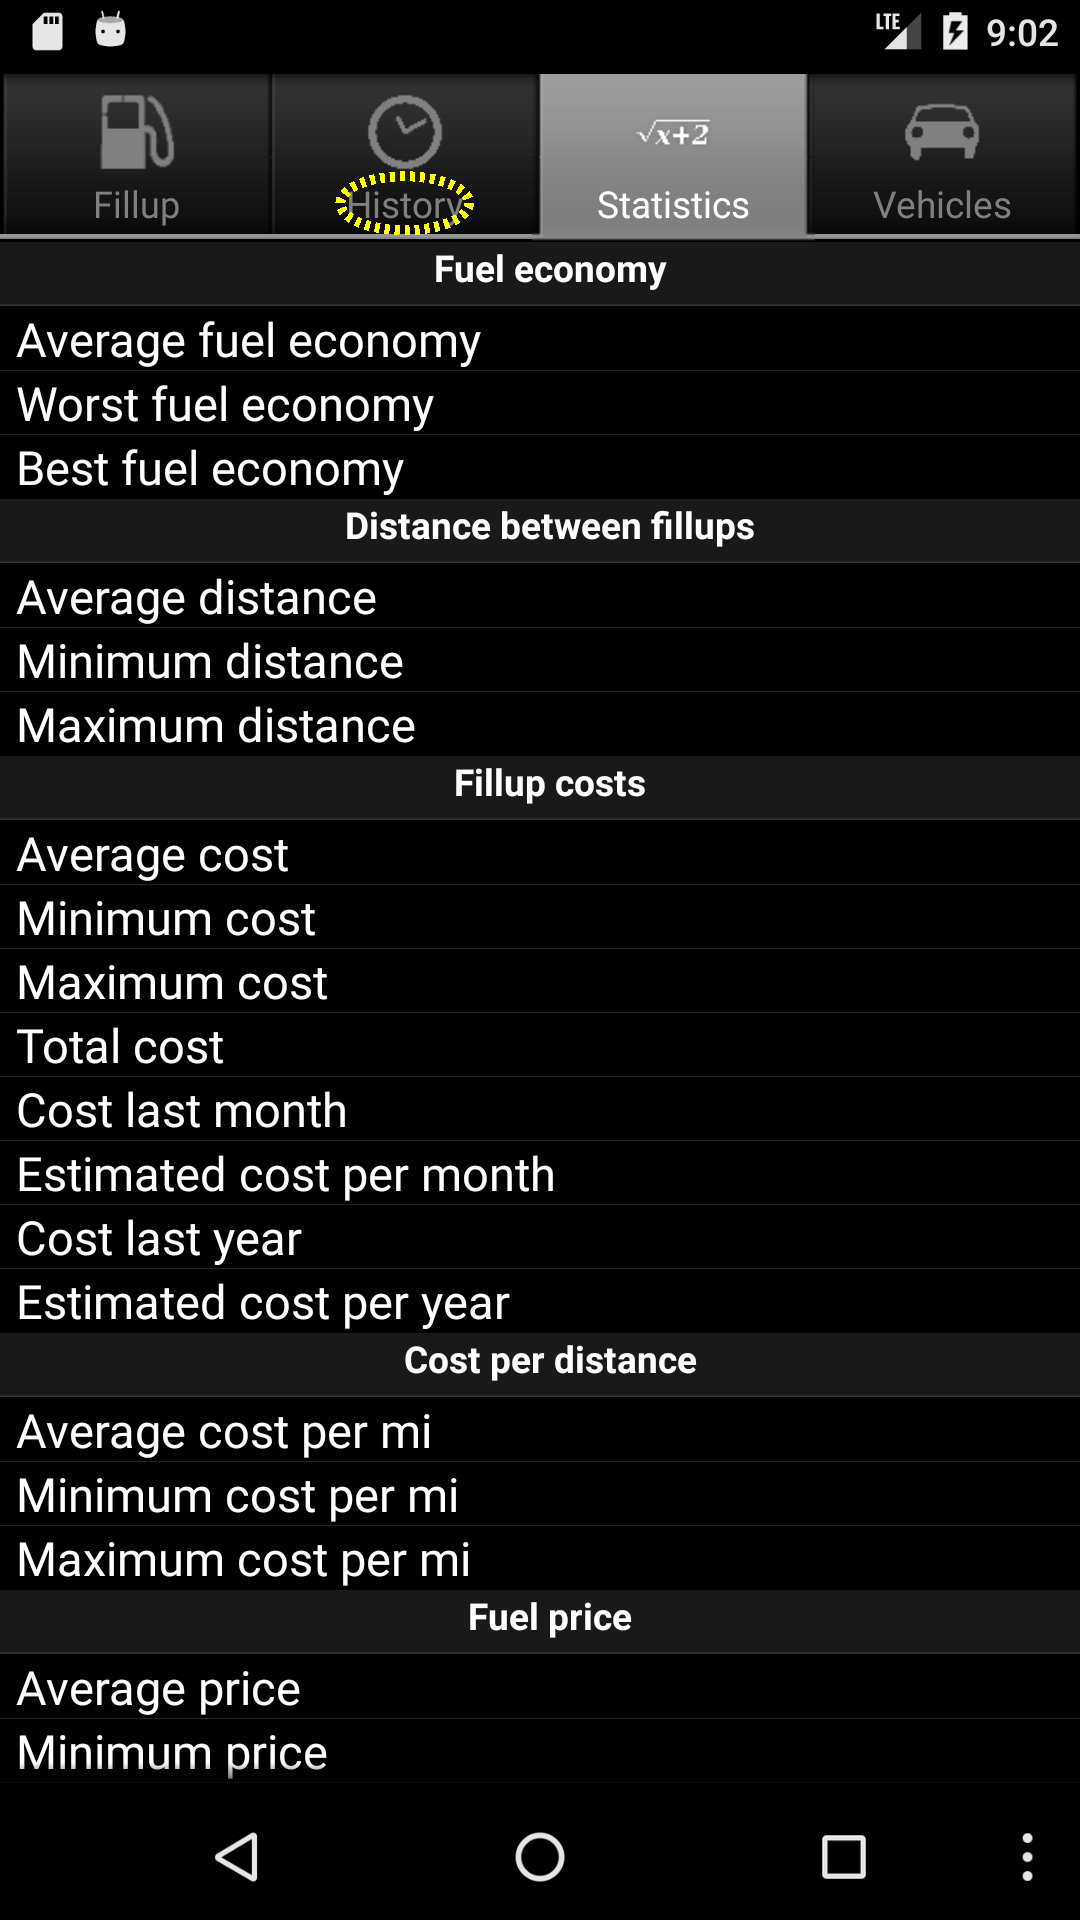 LTE 9:02
Fillup History √x+2 Statistics Vehicles
Fuel economy
Average fuel economy
Worst fuel economy
Best fuel economy
Distance between fillups
Average distance
Minimum distance
Maximum distance
Fillup costs
Average cost
Minimum cost
Maximum cost
Total cost
Cost last month
Estimated cost per month
Cost last year
Estimated cost per year
Cost per distance
Average cost per mi
Minimum cost per mi
Maximum cost per mi
Fuel price
Average price
Minimum price